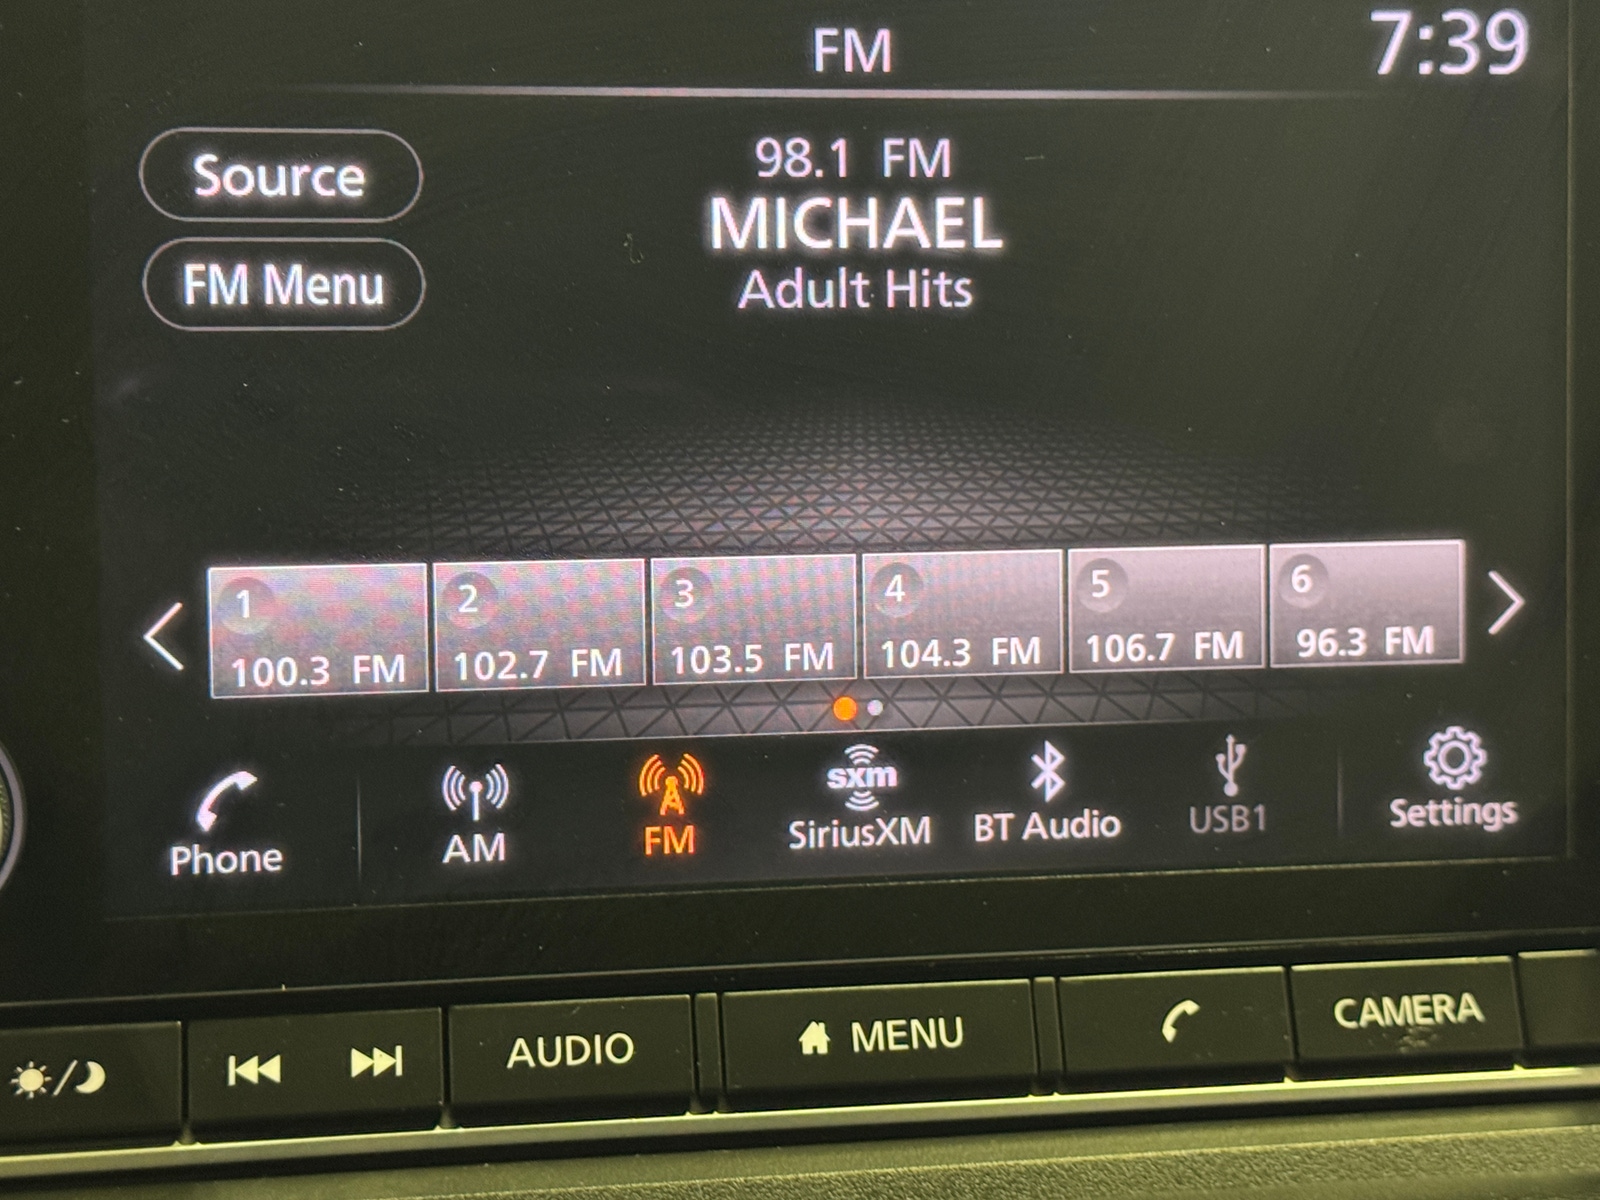 FM
7:39
Source
98.1 FM
MICHAEL
FM Menu
Adult Hits
1
2
3
4
5
6
100.3 FM
102.7 FM
103.5 FM
104.3 FM
106.7 FM
96.3 FM
sxm
Phone
AM
FM
SiriusXM
BT Audio
USB1
Settings
AUDIO
MENU
CAMERA